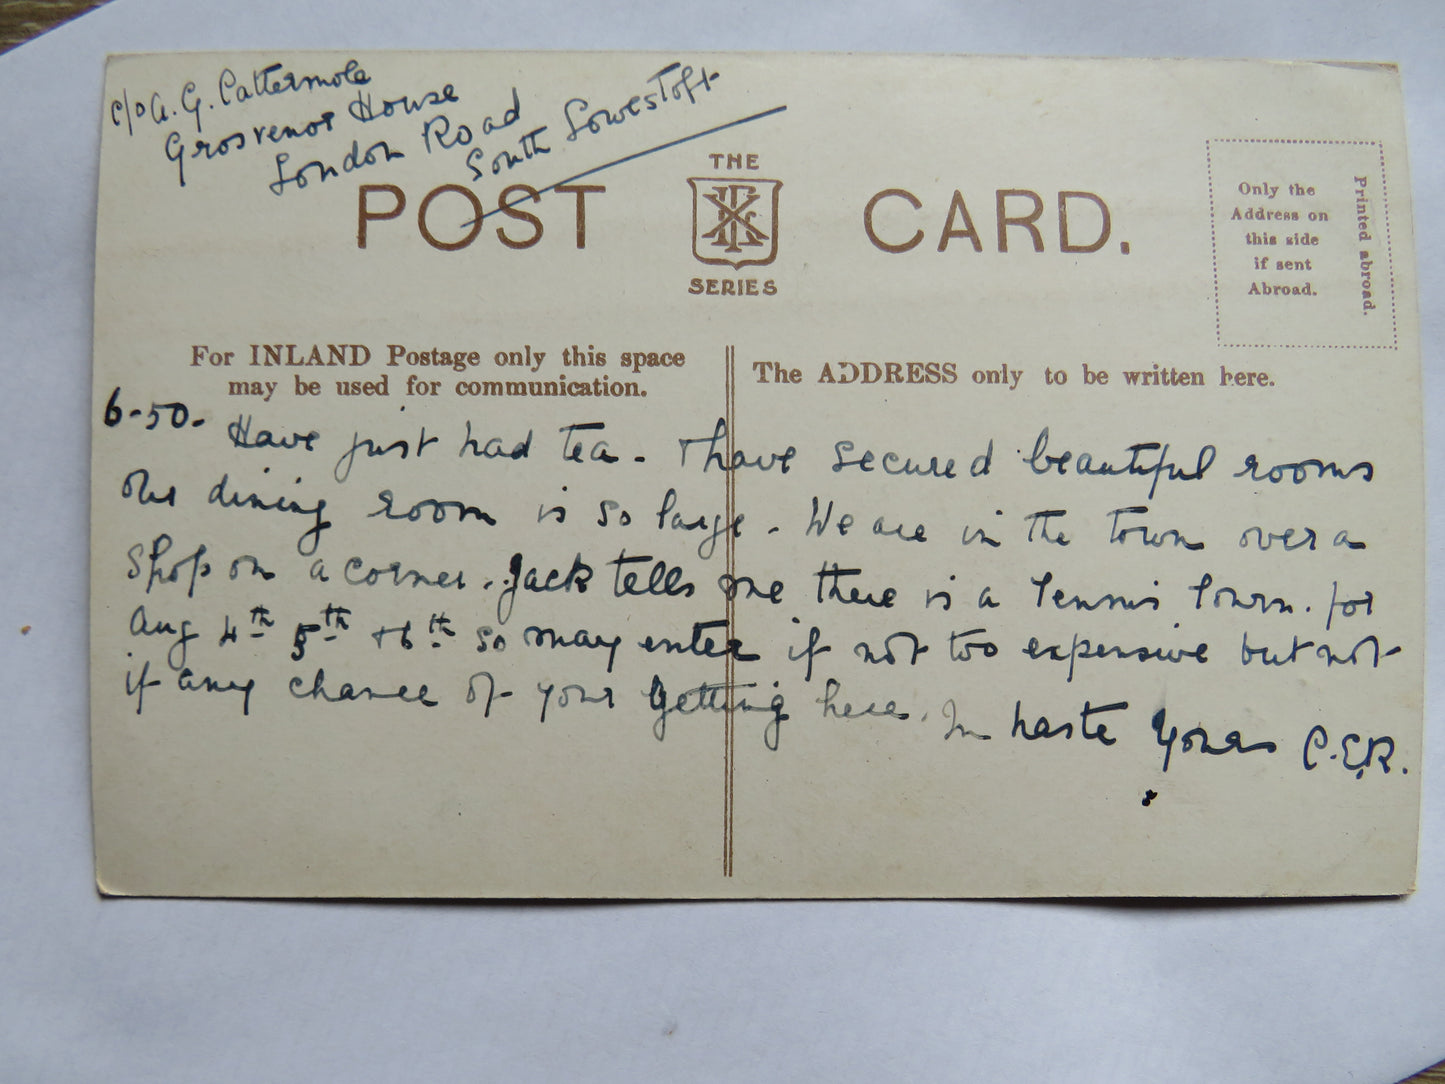 c/o A. G. Cattermole
Grosvenor House
London Road
South Lowestoft
THE
POST CARD.
SERIES
Only the
Address on
this side
if sent
Abroad.
Printed abroad.
For INLAND Postage only this space
may be used for communication.
The ADDRESS only to be written here.
6-50- Have just had tea - I have secured beautiful rooms
our dining room is so large - We are in the town over a
shop on a corner. Jack tells me there is a Tennis Tourn. for
Aug 4th 5th + 6th so may enter if not too expensive but not
if any chance of your getting here. In haste Yours C.E.R.